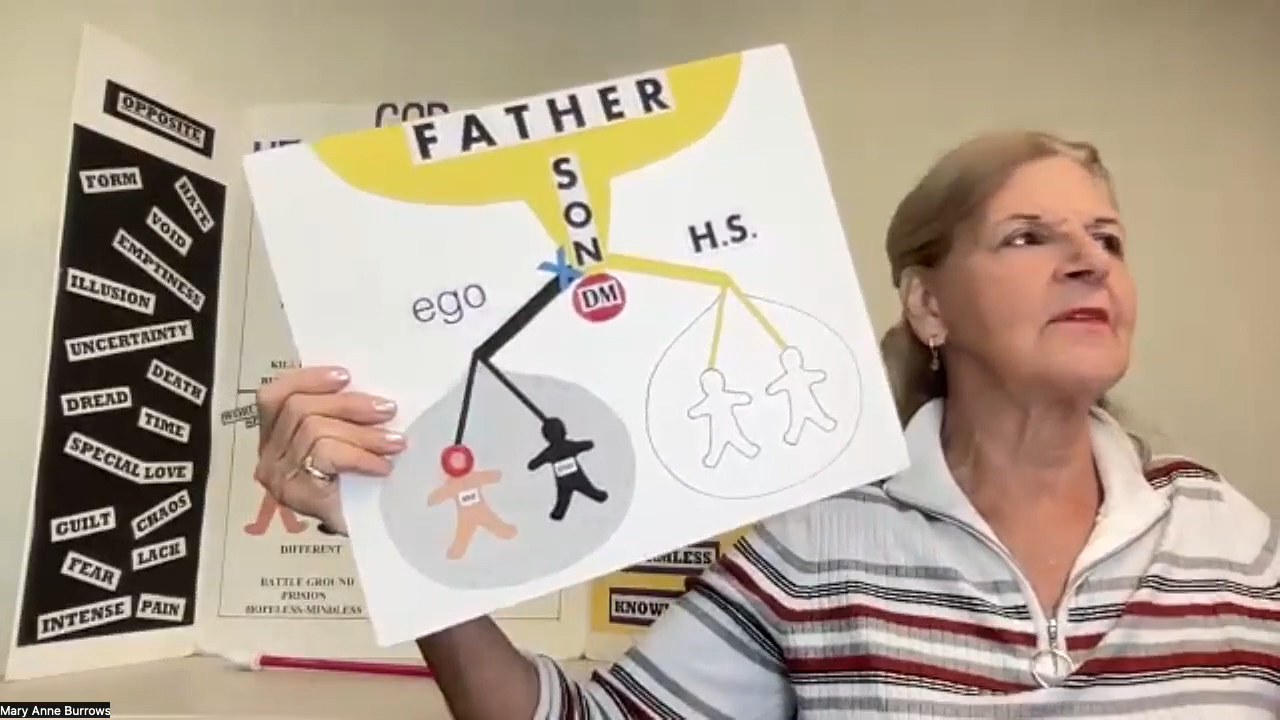 OPPOSITE
FORM
HATE
VOID
EMPTINESS
ILLUSION
UNCERTAINTY
DEATH
DREAD
TIME
SPECIAL LOVE
CHAOS
GUILT
LACK
FEAR
INTENSE
PAIN
GOD
FATHER
SON
H.S.
ego
DM
DIFFERENT
BATTLE GROUND
PRISION
HOPELESS-MINDLESS
Mary Anne Burrows